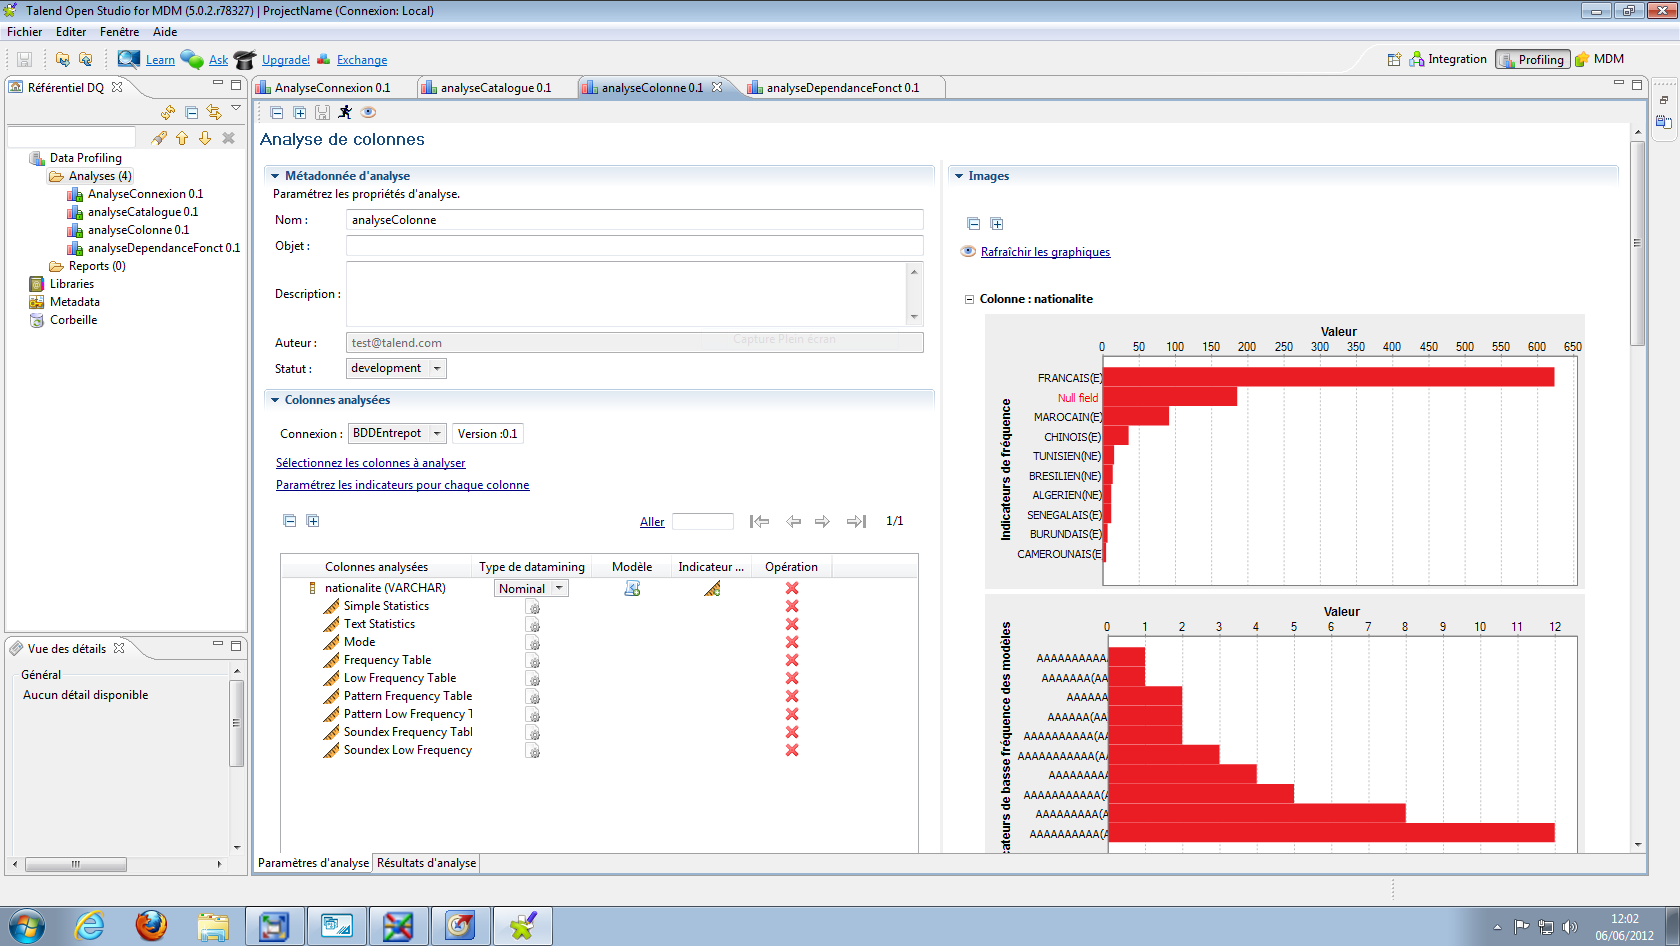 Talend Open Studio for MDM (5.0.2.r78327) | ProjectName (Connexion: Local)
Fichier Editer Fenêtre Aide
Learn Ask Upgrade! Exchange
Integration Profiling MDM
Référentiel DQ
AnalyseConnexion 0.1 analyseCatalogue 0.1 analyseColonne 0.1 analyseDependanceFonct 0.1
Data Profiling
Analyses (4)
AnalyseConnexion 0.1
analyseCatalogue 0.1
analyseColonne 0.1
analyseDependanceFonct 0.1
Reports (0)
Libraries
Metadata
Corbeille
Vue des détails
Général
Aucun détail disponible
Analyse de colonnes
Métadonnée d'analyse
Paramétrez les propriétés d'analyse.
Nom : analyseColonne
Objet :
Description :
Auteur : test@talend.com
Capture Plein écran
Statut : development
Colonnes analysées
Connexion : BDDEntrepot Version :0.1
Sélectionnez les colonnes à analyser
Paramétrez les indicateurs pour chaque colonne
Aller 1/1
Colonnes analysées Type de datamining Modèle Indicateur ... Opération
nationalite (VARCHAR) Nominal
Simple Statistics
Text Statistics
Mode
Frequency Table
Low Frequency Table
Pattern Frequency Table
Pattern Low Frequency T
Soundex Frequency Tabl
Soundex Low Frequency
Paramètres d'analyse Résultats d'analyse
Images
Rafraîchir les graphiques
Colonne : nationalite
Valeur
0 50 100 150 200 250 300 350 400 450 500 550 600 650
Indicateurs de fréquence
FRANCAIS(E)
Null field
MAROCAIN(E)
CHINOIS(E)
TUNISIEN(NE)
BRESILIEN(NE)
ALGERIEN(NE)
SENEGALAIS(E)
BURUNDAIS(E)
CAMEROUNAIS(E
Valeur
0 1 2 3 4 5 6 7 8 9 10 11 12
cateurs de basse fréquence des modèles
AAAAAAAAAA
AAAAAAA(AA
AAAAAA
AAAAAA(AA
AAAAAAAAAA(AA
AAAAAAAAAAA(AA
AAAAAAAAA
AAAAAAAAAAA(A
AAAAAAAAA(A
AAAAAAAAAA(A
12:02
06/06/2012